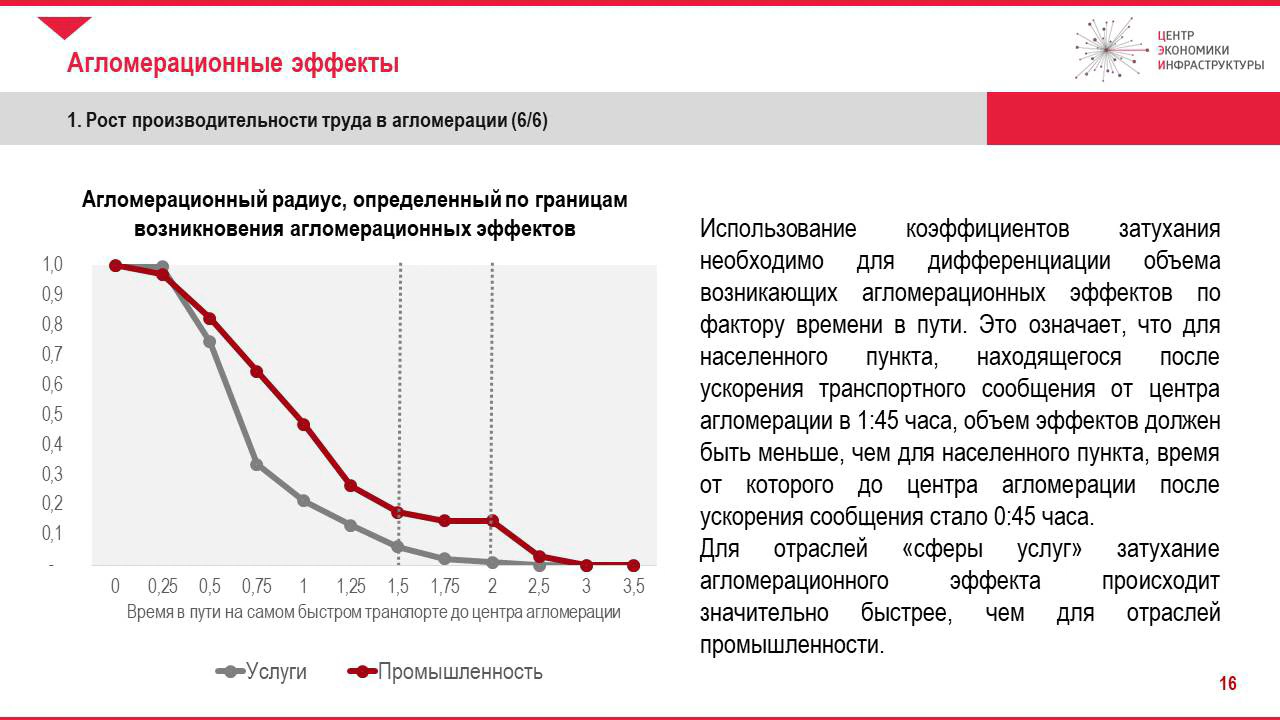 Агломерационные эффекты
ЦЕНТР
ЭКОНОМИКИ
ИНФРАСТРУКТУРЫ
1. Рост производительности труда в агломерации (6/6)
Агломерационный радиус, определенный по границам
возникновения агломерационных эффектов
1,0
0,9
0,8
0,7
0,6
0,5
0,4
0,3
0,2
0,1
-
0 0,25 0,5 0,75 1 1,25 1,5 1,75 2 2,5 3 3,5
Время в пути на самом быстром транспорте до центра агломерации
Услуги Промышленность
Использование коэффициентов затухания
необходимо для дифференциации объема
возникающих агломерационных эффектов по
фактору времени в пути. Это означает, что для
населенного пункта, находящегося после
ускорения транспортного сообщения от центра
агломерации в 1:45 часа, объем эффектов должен
быть меньше, чем для населенного пункта, время
от которого до центра агломерации после
ускорения сообщения стало 0:45 часа.
Для отраслей «сферы услуг» затухание
агломерационного эффекта происходит
значительно быстрее, чем для отраслей
промышленности.
16